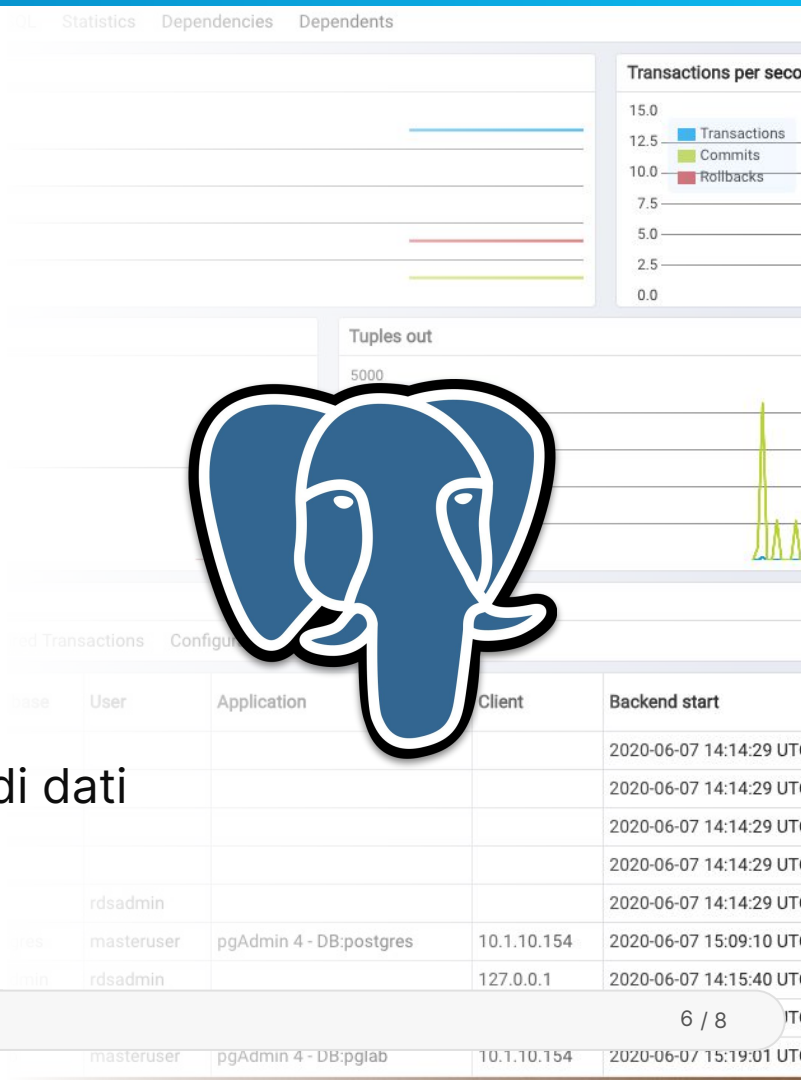 Statistics Dependencies Dependents
Transactions per seco
15.0
12.5
10.0
7.5
5.0
2.5
0.0
Transactions
Commits
Rollbacks
Tuples out
5000
ed Transactions Configu
User Application Client Backend start
2020-06-07 14:14:29 UT
di dati
2020-06-07 14:14:29 UT
2020-06-07 14:14:29 UT
2020-06-07 14:14:29 UT
rdsadmin 2020-06-07 14:14:29 UT
masteruser pgAdmin 4 - DB:postgres 10.1.10.154 2020-06-07 15:09:10 UT
rdsadmin 127.0.0.1 2020-06-07 14:15:40 UT
6 / 8
masteruser pgAdmin 4 - DB:pglab 10.1.10.154 2020-06-07 15:19:01 UT